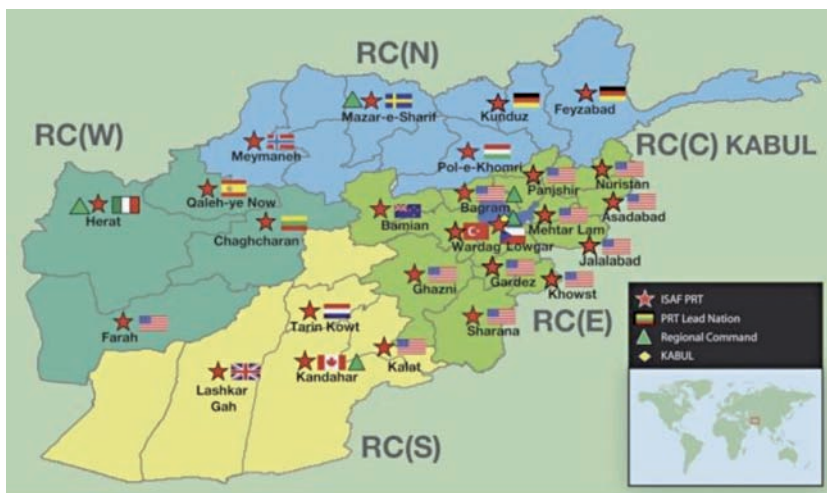 RC(N)
RC(W)
Mazar-e-Sharif
Kunduz
Feyzabad
RC(C) KABUL
Meymaneh
Pol-e-Khomri
Panjshir
Nuristan
Qaleh-ye Now
Bagram
Asadabad
Herat
Chaghcharan
Bamian
Mehtar Lam
Wardag
Lowgar
Jalalabad
Ghazni
Gardez
Khowst
RC(E)
Farah
Tarin Kowt
Sharana
Kandahar
Kalat
Lashkar
Gah
RC(S)
ISAF PRT
PRT Lead Nation
Regional Command
KABUL